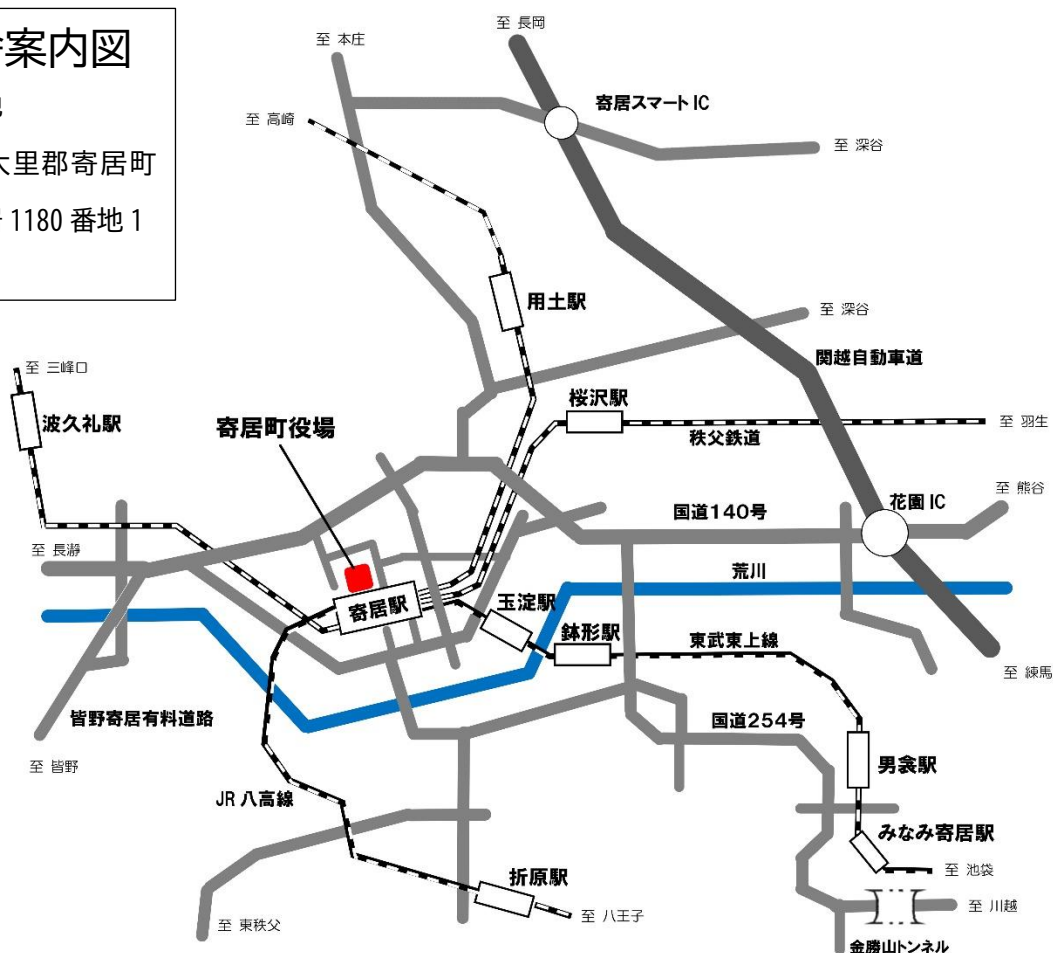 案内図
大里郡寄居町
1180 番地 1
至 長岡
至 本庄
寄居スマートIC
至 高崎
至 深谷
用土駅
至 深谷
関越自動車道
至 三峰口
波久礼駅
寄居町役場
桜沢駅
秩父鉄道
至 羽生
花園 IC
至 熊谷
国道140号
至 長瀞
荒川
寄居駅
玉淀駅
鉢形駅
東武東上線
至 練馬
皆野寄居有料道路
国道254号
至 皆野
男衾駅
JR 八高線
みなみ寄居駅
折原駅
至 池袋
至 東秩父
至 八王子
至 川越
金勝山トンネル